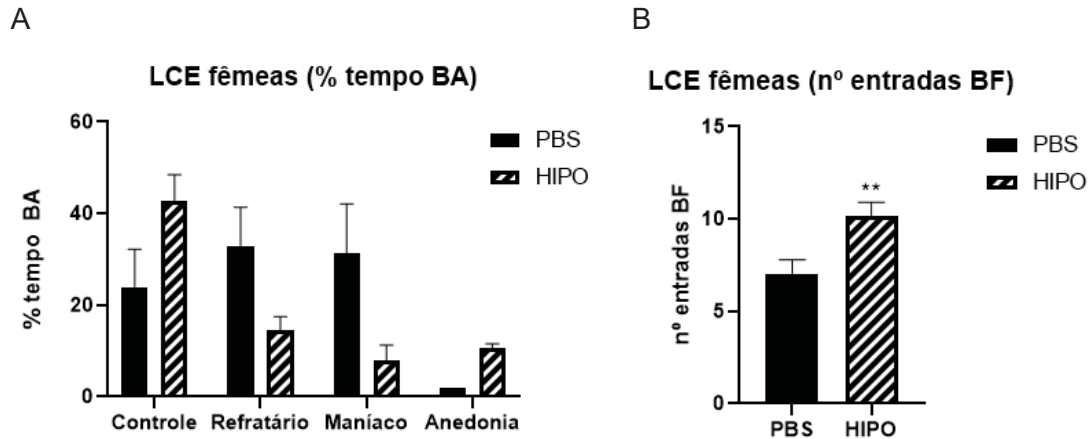 A
LCE fêmeas (% tempo BA)
60
40
20
0
% tempo BA
PBS
HIPO
Controle Refratário Maníaco Anedonia
B
LCE fêmeas (nº entradas BF)
15
10
5
0
nº entradas BF
**
PBS
HIPO
PBS HIPO